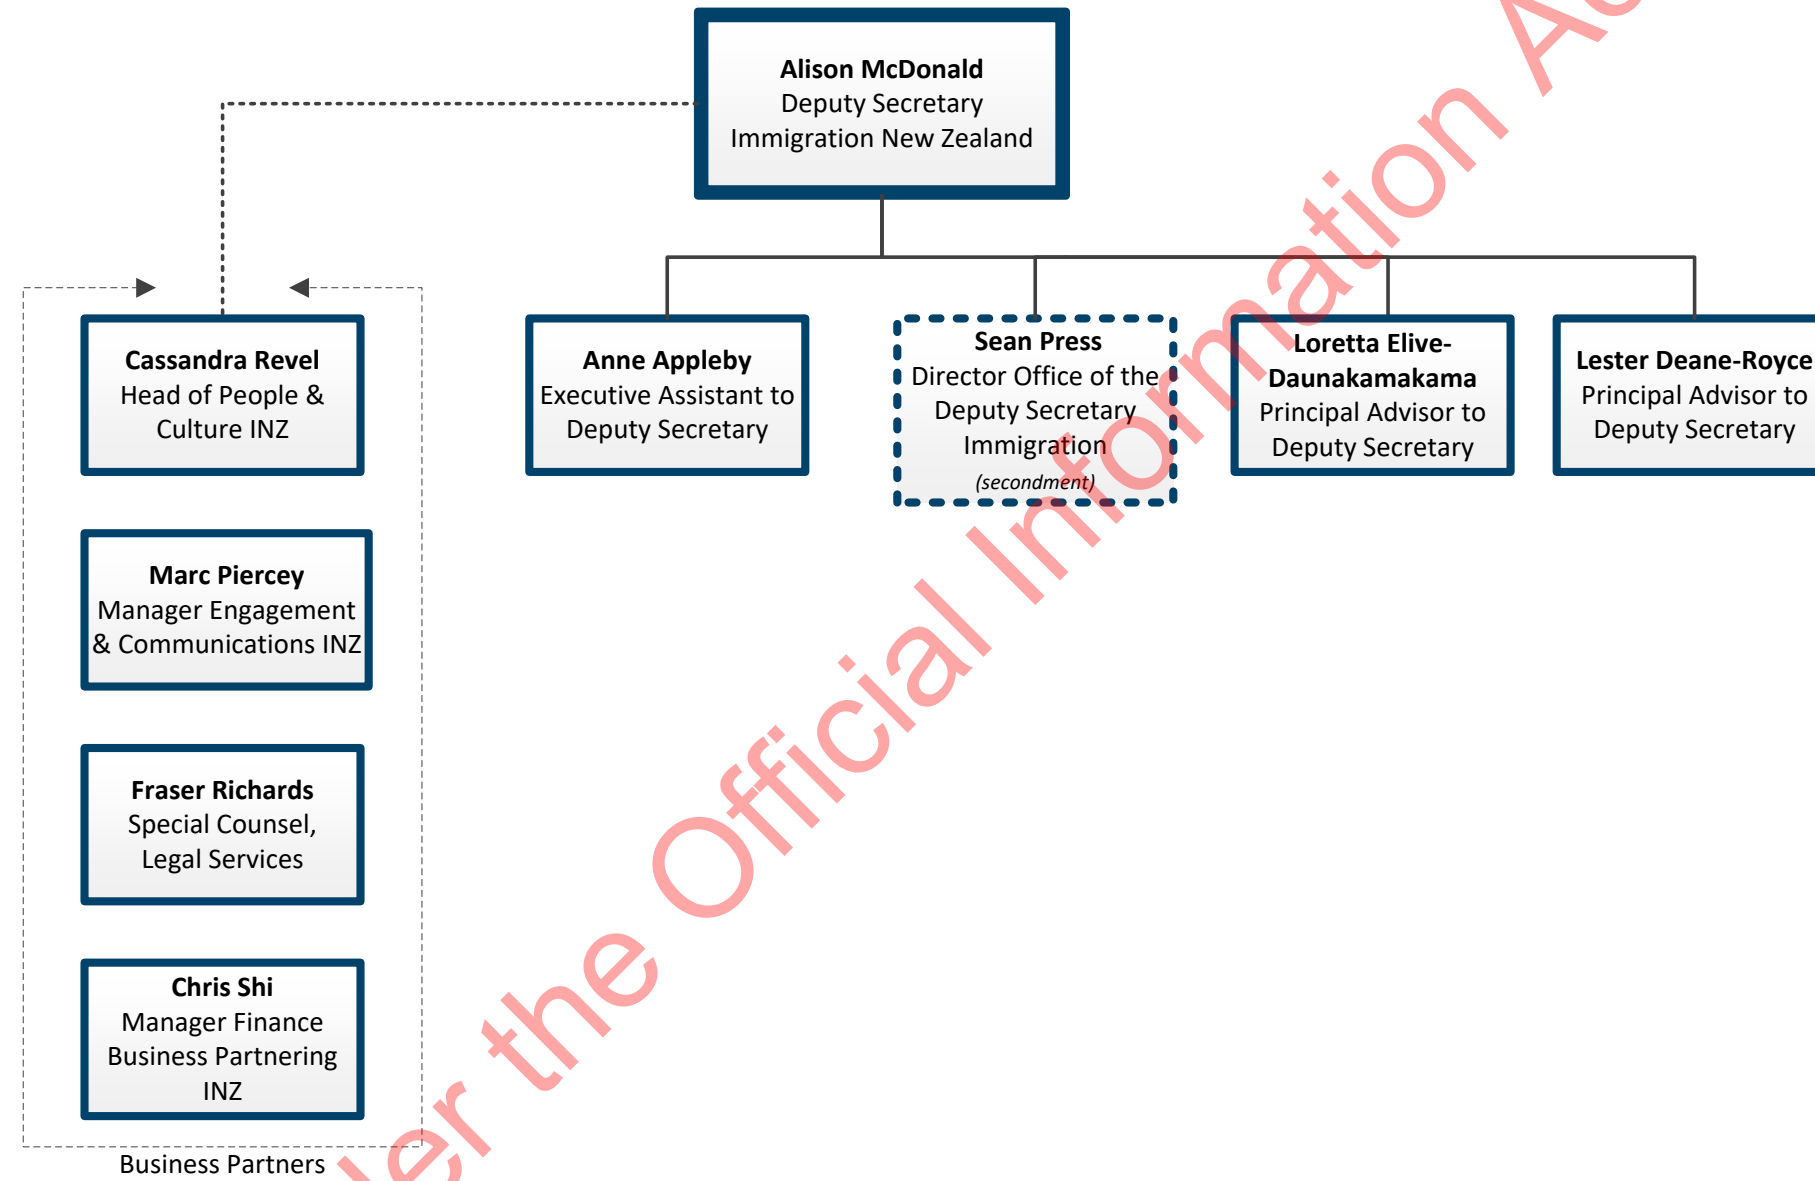 Alison McDonald
Deputy Secretary
Immigration New Zealand
Cassandra Revel
Head of People &
Culture INZ
Anne Appleby
Executive Assistant to
Deputy Secretary
Sean Press
Director Office of the
Deputy Secretary
Immigration
(secondment)
Loretta Elive-
Daunakamakama
Principal Advisor to
Deputy Secretary
Lester Deane-Royce
Principal Advisor to
Deputy Secretary
Marc Piercey
Manager Engagement
& Communications INZ
Fraser Richards
Special Counsel,
Legal Services
Chris Shi
Manager Finance
Business Partnering
INZ
Business Partners
the Official Information